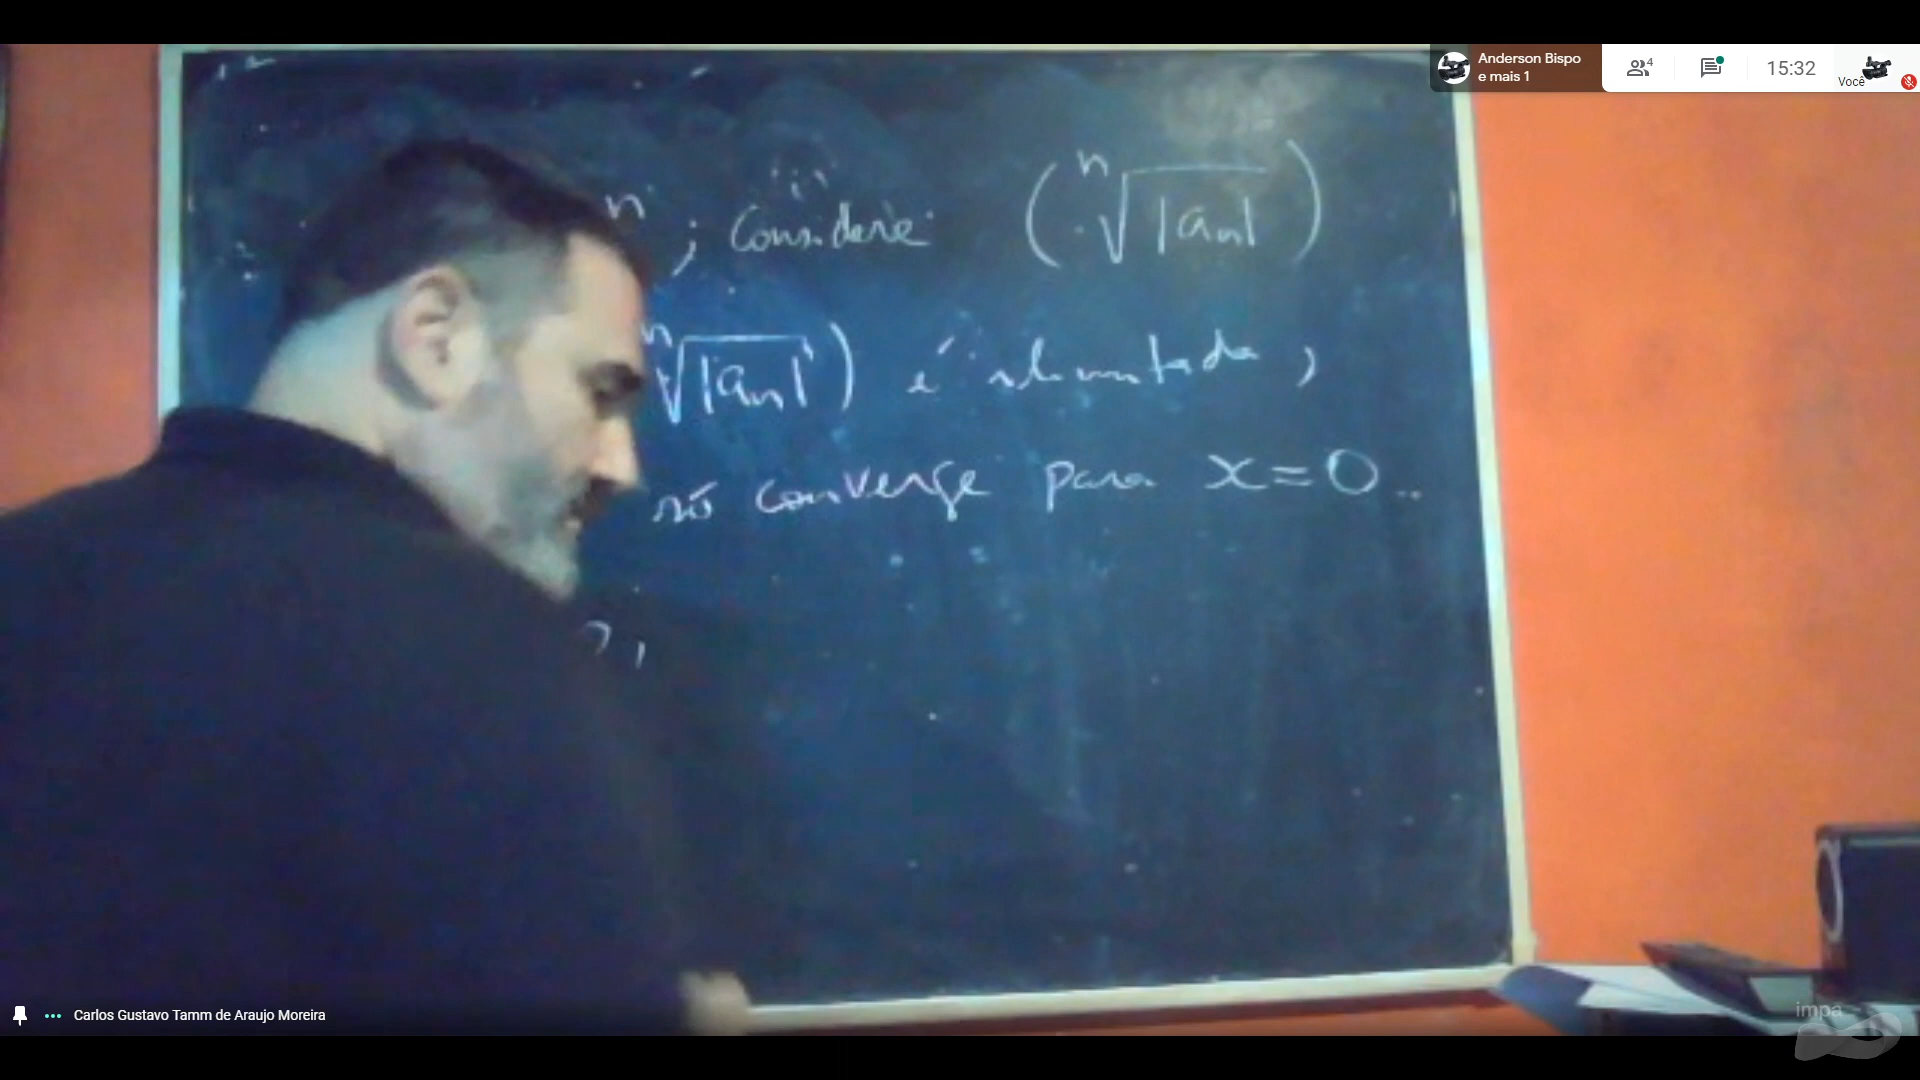 Anderson Bispo
e mais 1
4
15:32
Você
n ; Considere (ⁿ√|aₙ|)
ⁿ√|aₙ|) é ilimitada,
só converge para x=0..
Carlos Gustavo Tamm de Araujo Moreira
impa